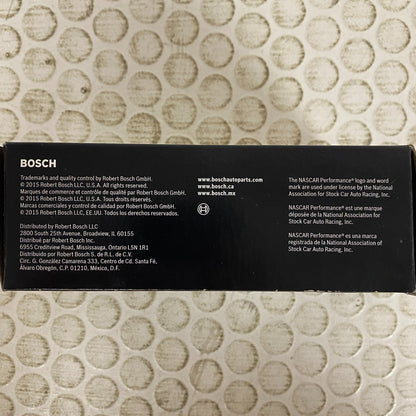 BOSCH
Trademarks and quality control by Robert Bosch GmbH.
© 2015 Robert Bosch LLC, U.S.A. All rights reserved.
Marques de commerce et contrôle de qualité par Robert Bosch GmbH.
© 2015 Robert Bosch LLC, U.S.A. Tous droits réservés.
Marcas comerciales y control de calidad por Robert Bosch GmbH.
© 2015 Robert Bosch LLC, EE.UU. Todos los derechos reservados.
Distributed by Robert Bosch LLC
2800 South 25th Avenue, Broadview, IL 60155
Distribué par Robert Bosch Inc.
6955 Creditview Road, Mississauga, Ontario L5N 1R1
Distribuido por Robert Bosch S. de R.L. de C.V.
Circ. G. González Camarena 333, Centro de Cd. Santa Fé,
Álvaro Obregón, C.P. 01210, México, D.F.
www.boschautoparts.com
www.bosch.ca
www.bosch.mx
The NASCAR Performance® logo and word
mark are used under license by the National
Association for Stock Car Auto Racing, Inc.
NASCAR Performance® est une marque
déposée de la National Association for
Stock Car Auto Racing, Inc.
NASCAR Performance® es una marca
registrada de la National Association of
Stock Car Auto Racing, Inc.